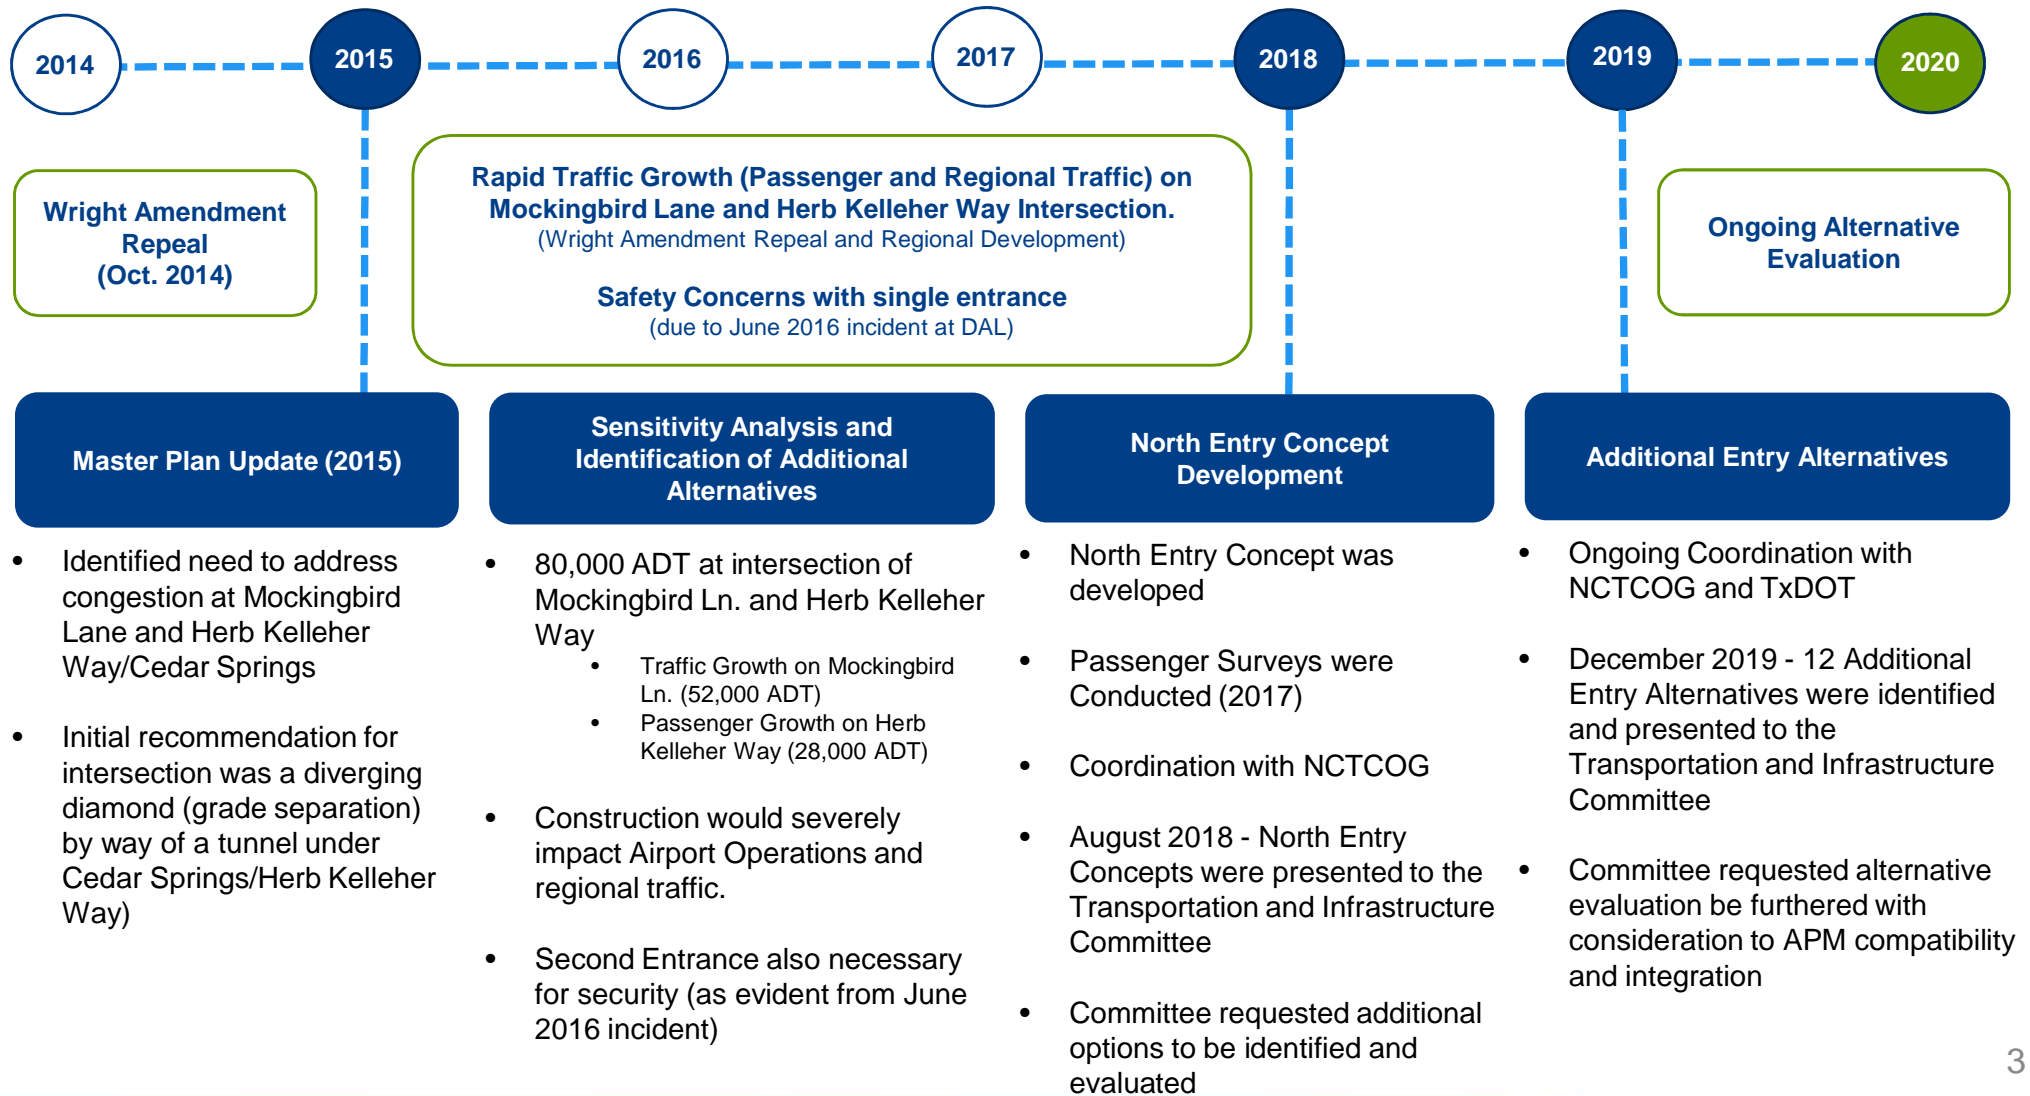 2014
2015
2016
2017
2018
2019
2020
Wright Amendment
Repeal
(Oct. 2014)
Rapid Traffic Growth (Passenger and Regional Traffic) on
Mockingbird Lane and Herb Kelleher Way Intersection.
(Wright Amendment Repeal and Regional Development)
Safety Concerns with single entrance
(due to June 2016 incident at DAL)
Ongoing Alternative
Evaluation
Master Plan Update (2015)
• Identified need to address
congestion at Mockingbird
Lane and Herb Kelleher
Way/Cedar Springs
• Initial recommendation for
intersection was a diverging
diamond (grade separation)
by way of a tunnel under
Cedar Springs/Herb Kelleher
Way)
Sensitivity Analysis and
Identification of Additional
Alternatives
• 80,000 ADT at intersection of
Mockingbird Ln. and Herb Kelleher
Way
• Traffic Growth on Mockingbird
Ln. (52,000 ADT)
• Passenger Growth on Herb
Kelleher Way (28,000 ADT)
• Construction would severely
impact Airport Operations and
regional traffic.
• Second Entrance also necessary
for security (as evident from June
2016 incident)
North Entry Concept
Development
• North Entry Concept was
developed
• Passenger Surveys were
Conducted (2017)
• Coordination with NCTCOG
• August 2018 - North Entry
Concepts were presented to the
Transportation and Infrastructure
Committee
• Committee requested additional
options to be identified and
evaluated
Additional Entry Alternatives
• Ongoing Coordination with
NCTCOG and TxDOT
• December 2019 - 12 Additional
Entry Alternatives were identified
and presented to the
Transportation and Infrastructure
Committee
• Committee requested alternative
evaluation be furthered with
consideration to APM compatibility
and integration
3